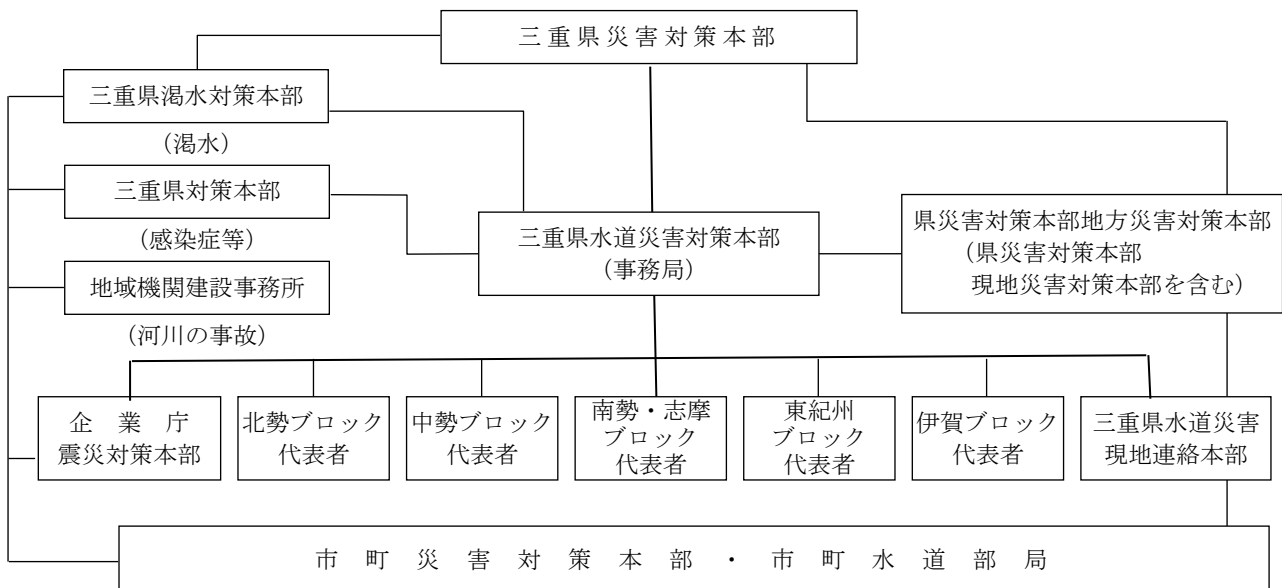 三重県災害対策本部
三重県渇水対策本部
(渇水)
三重県対策本部
(感染症等)
地域機関建設事務所
(河川の事故)
三重県水道災害対策本部
(事務局)
県災害対策本部地方災害対策本部
(県災害対策本部
現地災害対策本部を含む)
企業庁
震災対策本部
北勢ブロック
代表者
中勢ブロック
代表者
南勢・志摩
ブロック
代表者
東紀州
ブロック
代表者
伊賀ブロック
代表者
三重県水道災害
現地連絡本部
市町災害対策本部・市町水道部局